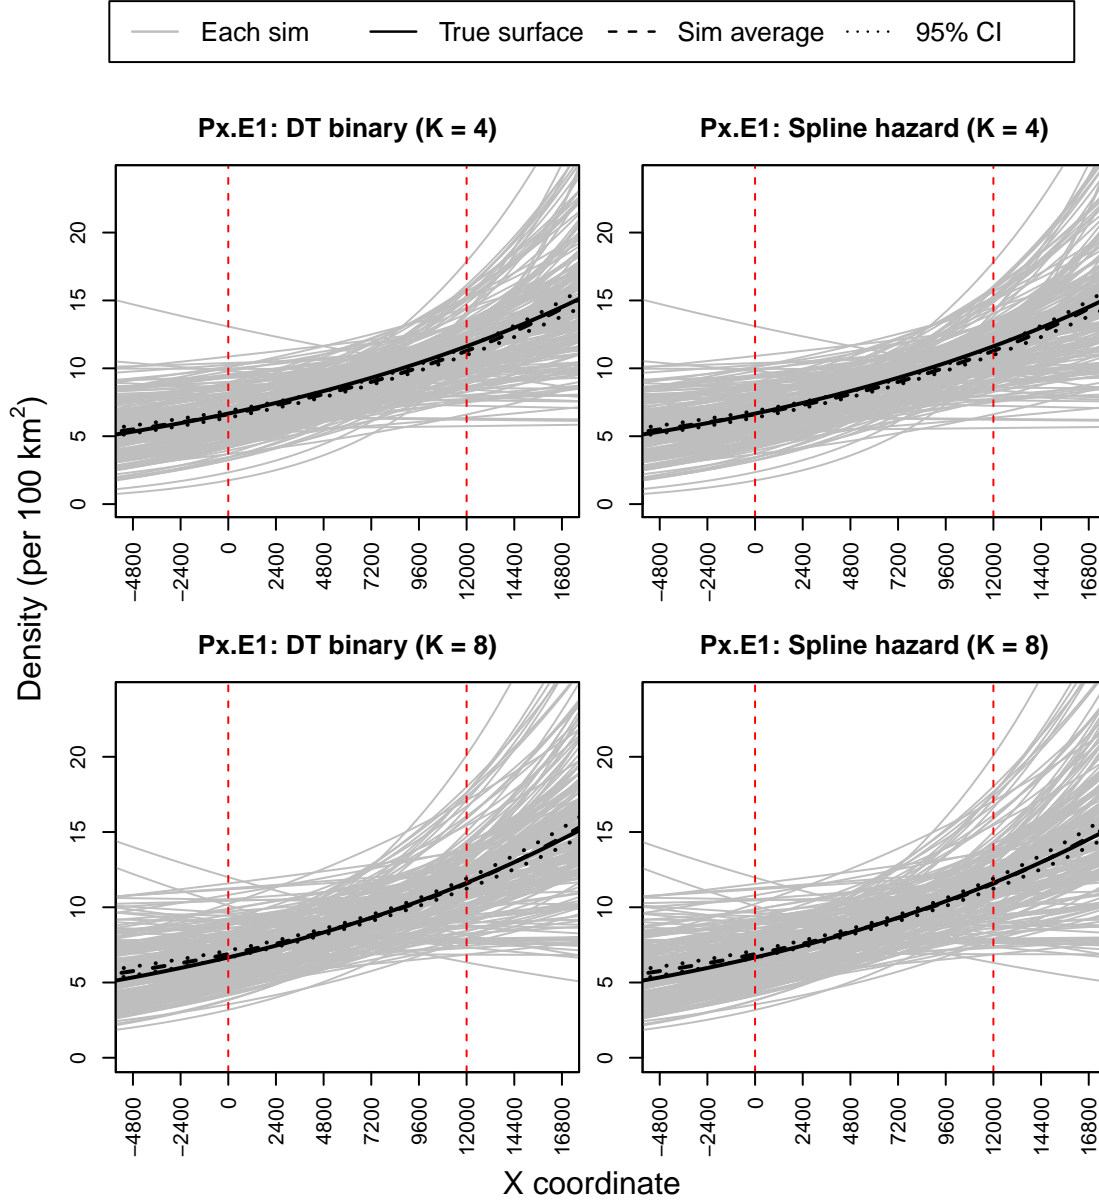 Each sim True surface Sim average 95% CI
Px.E1: DT binary (K = 4) Px.E1: Spline hazard (K = 4)
0 5 10 15 20
−4800 −2400 0 2400 4800 7200 9600 12000 14400 16800
0 5 10 15 20
−4800 −2400 0 2400 4800 7200 9600 12000 14400 16800
Px.E1: DT binary (K = 8) Px.E1: Spline hazard (K = 8)
0 5 10 15 20
−4800 −2400 0 2400 4800 7200 9600 12000 14400 16800
0 5 10 15 20
−4800 −2400 0 2400 4800 7200 9600 12000 14400 16800
Density (per 100 km²)
X coordinate